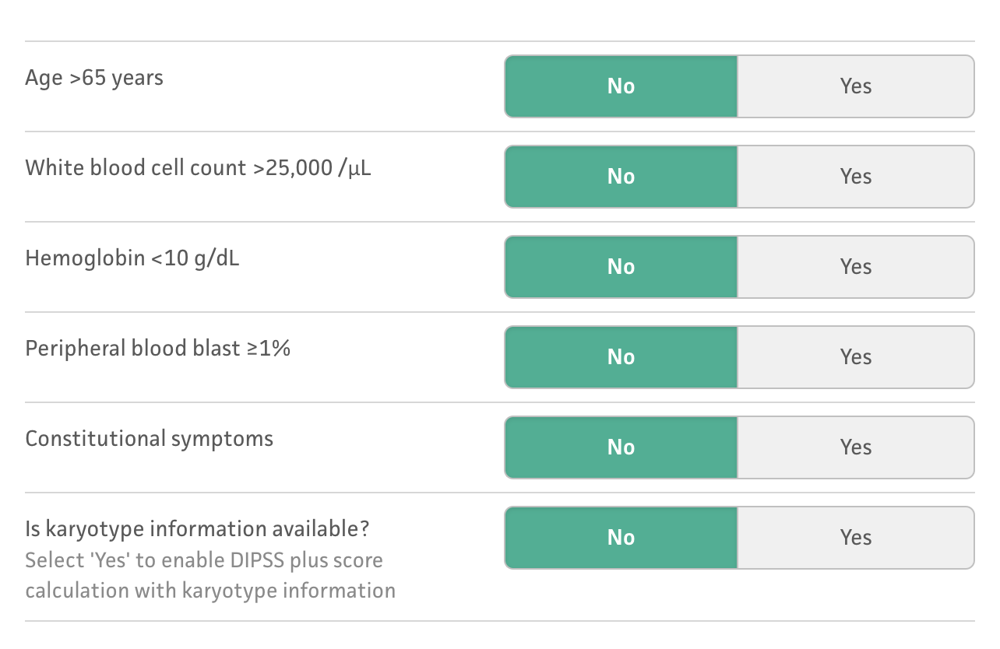 Age >65 years
No
Yes
White blood cell count >25,000 /μL
No
Yes
Hemoglobin <10 g/dL
No
Yes
Peripheral blood blast ≥1%
No
Yes
Constitutional symptoms
No
Yes
Is karyotype information available?
No
Yes
Select 'Yes' to enable DIPSS plus score
calculation with karyotype information